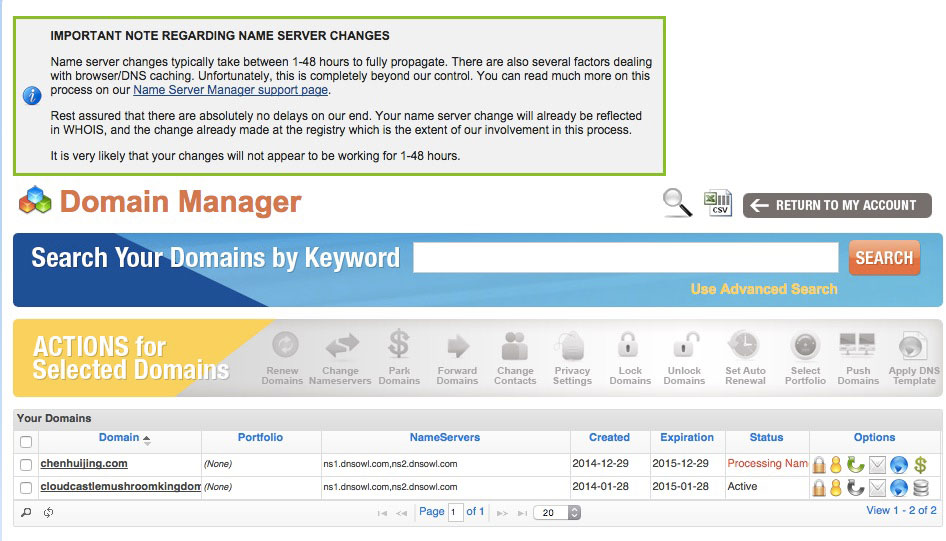 IMPORTANT NOTE REGARDING NAME SERVER CHANGES
Name server changes typically take between 1-48 hours to fully propagate. There are also several factors dealing
with browser/DNS caching. Unfortunately, this is completely beyond our control. You can read much more on this
process on our Name Server Manager support page.
Rest assured that there are absolutely no delays on our end. Your name server change will already be reflected
in WHOIS, and the change already made at the registry which is the extent of our involvement in this process.
It is very likely that your changes will not appear to be working for 1-48 hours.
Domain Manager
CSV
RETURN TO MY ACCOUNT
Search Your Domains by Keyword
SEARCH
Use Advanced Search
ACTIONS for
Selected Domains
Renew Domains
Change Nameservers
Park Domains
Forward Domains
Change Contacts
Privacy Settings
Lock Domains
Unlock Domains
Set Auto Renewal
Select Portfolio
Push Domains
Apply DNS Template
Your Domains
Domain Portfolio NameServers Created Expiration Status Options
chenhuijing.com (None) ns1.dnsowl.com,ns2.dnsowl.com 2014-12-29 2015-12-29 Processing Nam
cloudcastlemushroomkingdom (None) ns1.dnsowl.com,ns2.dnsowl.com 2014-01-28 2015-01-28 Active
Page 1 of 1 20 View 1 - 2 of 2